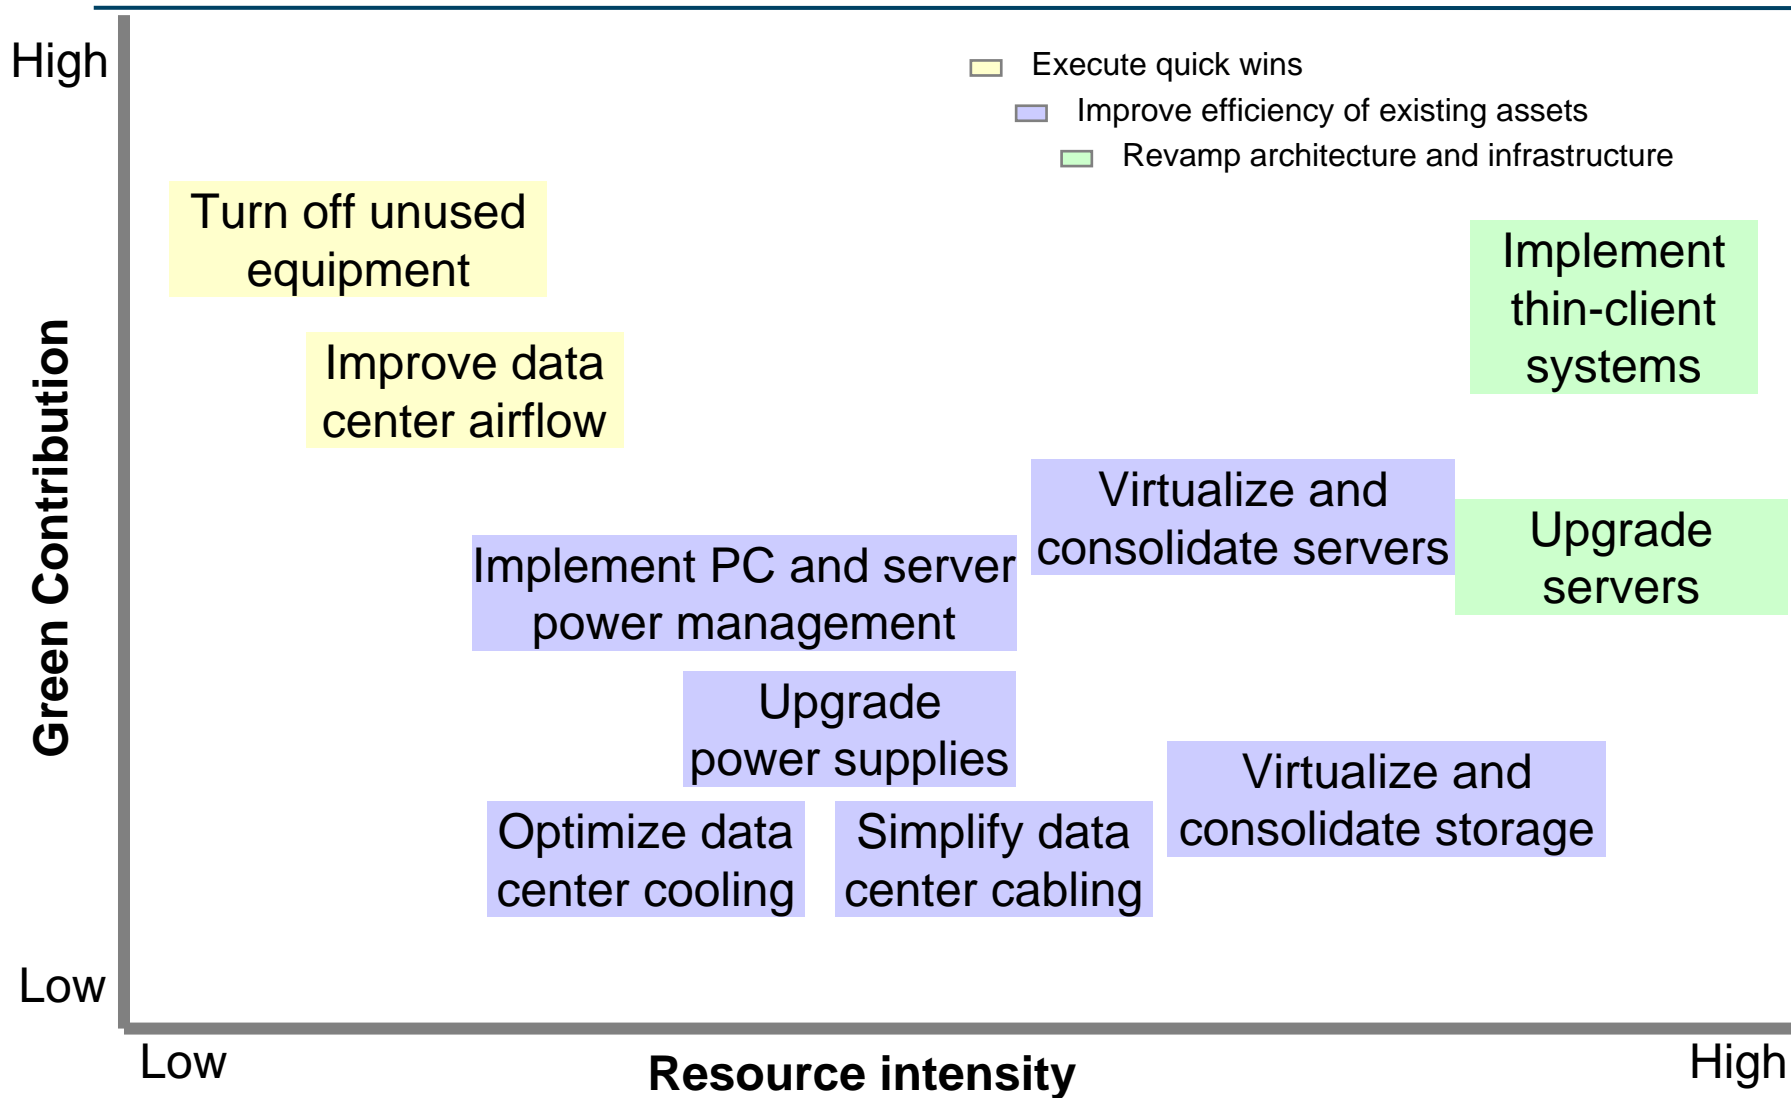 High
Execute quick wins
Improve efficiency of existing assets
Revamp architecture and infrastructure
Turn off unused
equipment
Implement
thin-client
systems
Improve data
center airflow
Green Contribution
Virtualize and
consolidate servers
Upgrade
servers
Implement PC and server
power management
Upgrade
power supplies
Virtualize and
consolidate storage
Optimize data
center cooling
Simplify data
center cabling
Low
Low
Resource intensity
High